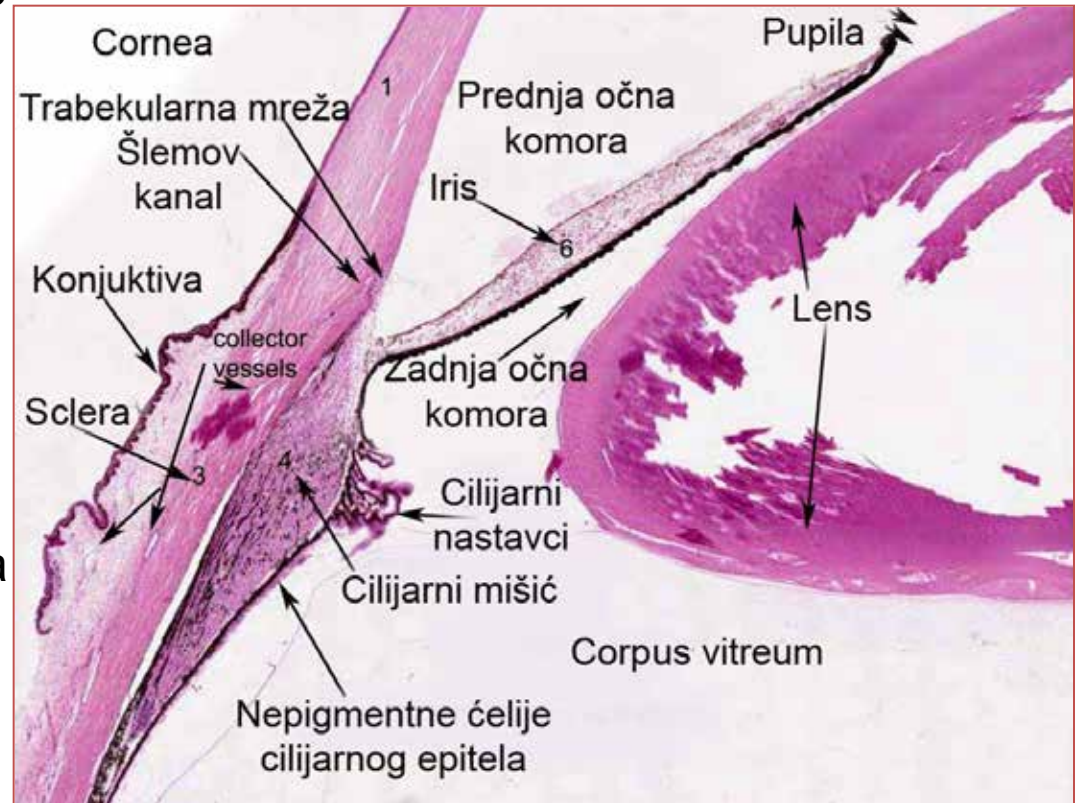 Cornea
Pupila
1
Trabekularna mreža
Prednja očna
komora
Šlemov
kanal
Iris
6
Konjuktiva
Lens
collector
vessels
Zadnja očna
komora
Sclera
3
4
Cilijarni
nastavci
a
Cilijarni mišić
Corpus vitreum
Nepigmentne ćelije
cilijarnog epitela